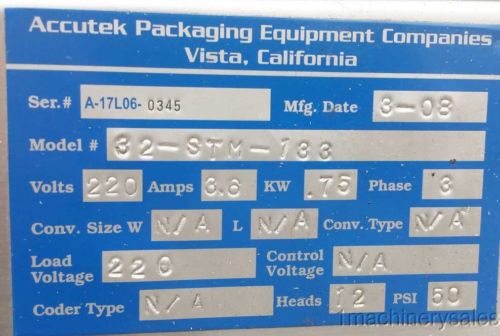 Accutek Packaging Equipment Companies
Vista, California
Ser.# A-17L06- 0345 Mfg. Date 3-08
Model # 32-STM-133
Volts 220 Amps 3.6 KW .75 Phase 3
Conv. Size W N/A L N/A Conv. Type N/A
Load Voltage 220 Control Voltage N/A
Coder Type N/A Heads 12 PSI 50
1machinerysales